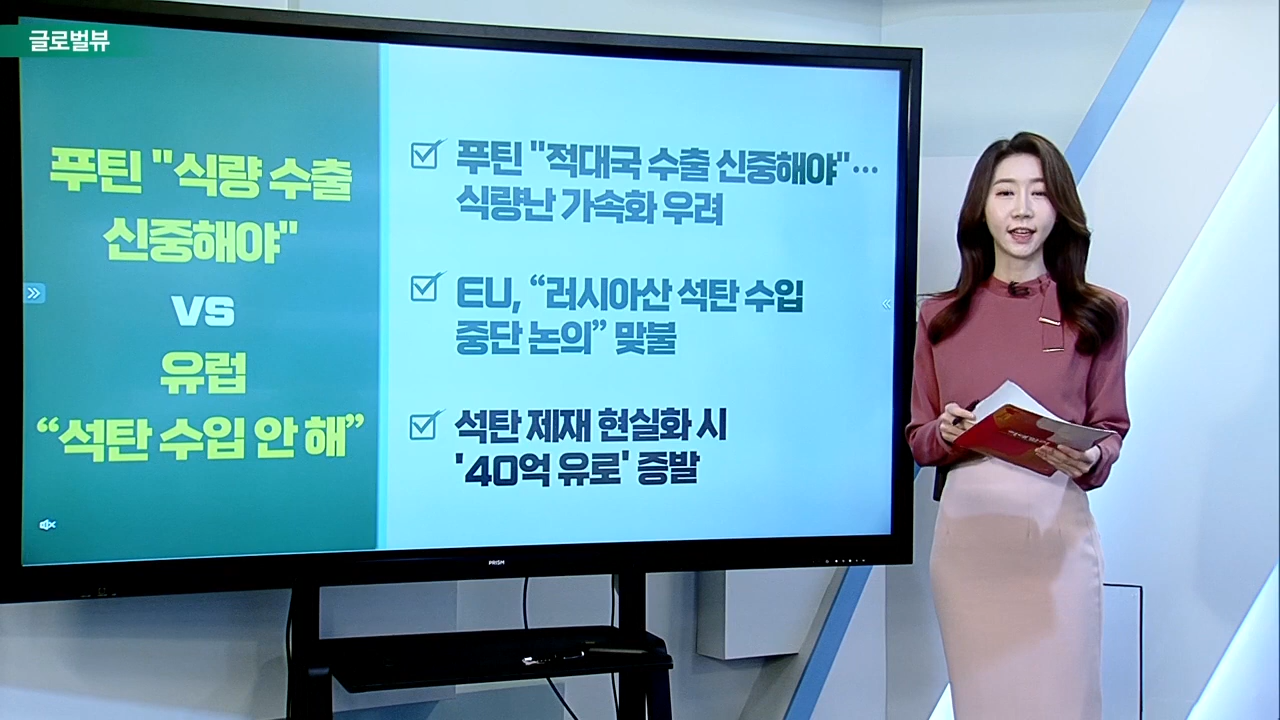 글로벌뷰
푸틴 "식량 수출
신중해야"
vs
유럽
“석탄 수입 안 해”
푸틴 "적대국 수출 신중해야"…
식량난 가속화 우려
EU, “러시아산 석탄 수입
중단 논의” 맞불
석탄 제재 현실화 시
'40억 유로' 증발
PRISM